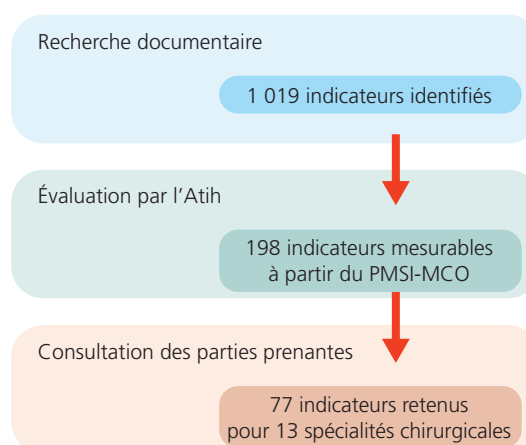 Recherche documentaire
1 019 indicateurs identifiés
Évaluation par l'Atih
198 indicateurs mesurables
à partir du PMSI-MCO
Consultation des parties prenantes
77 indicateurs retenus
pour 13 spécialités chirurgicales